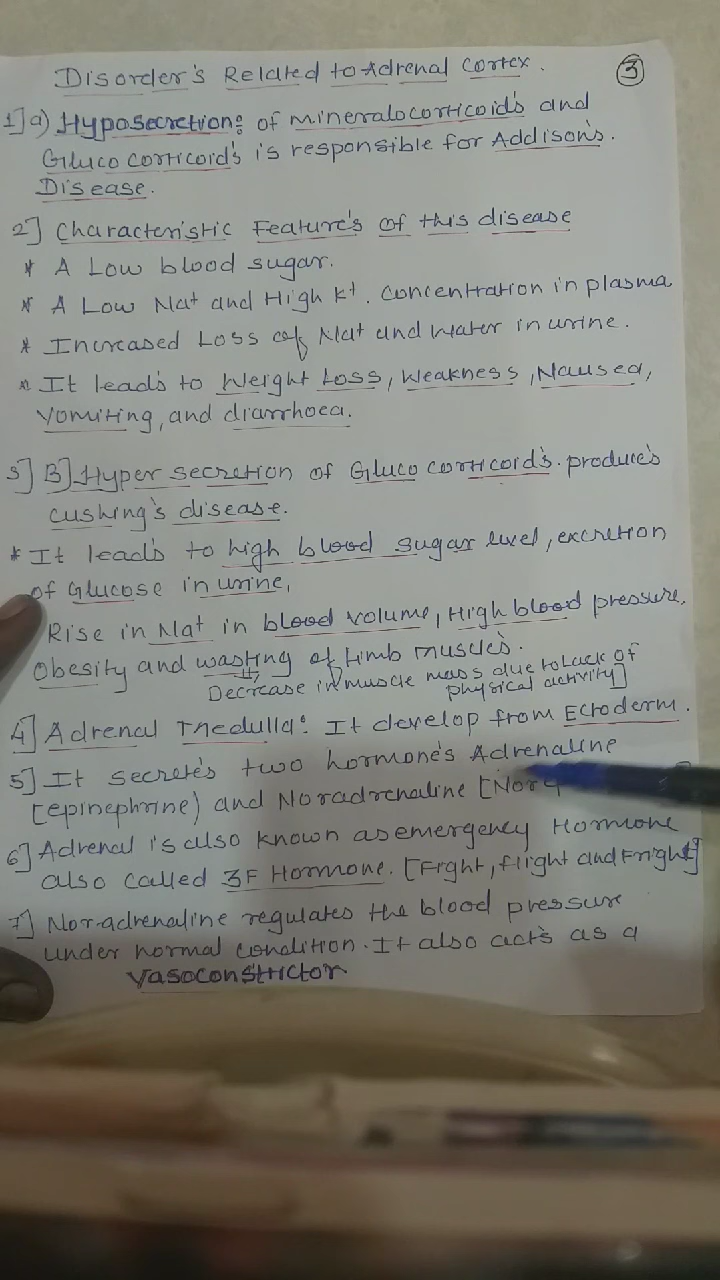 Disorder's Related to Adrenal Cortex.
3
1] a) Hyposecretion: of mineralocorticoid's and
Gluco corticoid's is responsible for Addison's.
Disease.
2] Characteristic Feature's of this disease
* A Low blood sugar.
* A Low Na+ and High K+. Concentration in plasma
* Increased Loss of Na+ and water in urine.
* It lead's to Weight Loss, Weakness, Nausea,
Vomiting, and diarrhoea.
3] B] Hyper secretion of Gluco corticord's. produce's
cushing's disease.
* It lead's to high blood sugar level, excretion
of Glucose in urine,
Rise in Na+ in blood volume, High blood pressure,
Obesity and wasting of limb muscle's.
Decrease in muscle mass due to Lack of
physical activity]
4] Adrenal medulla: It develop from Ectoderm.
5] It secrete's two hormone's Adrenaline
[epinephrine) and Noradrenaline [Nor
6] Adrenal is also known as emergency Hormone
also called 3F Hormone. [Fight, flight and Fright]
7] Nor-adrenaline regulates the blood pressure
under normal condition. It also act's as a
Vasoconstrictor